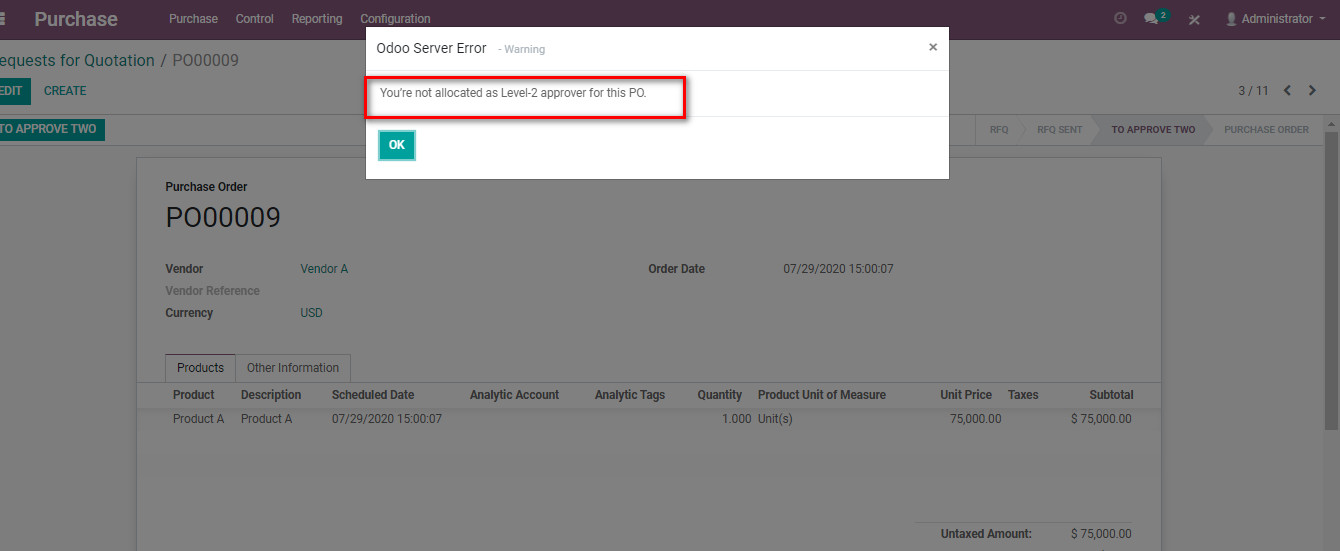 Purchase Purchase Control Reporting Configuration 2 Administrator
Odoo Server Error - Warning ×
equests for Quotation / PO00009
You're not allocated as Level-2 approver for this PO.
EDIT CREATE 3 / 11
OK
TO APPROVE TWO RFQ RFQ SENT TO APPROVE TWO PURCHASE ORDER
Purchase Order
PO00009
Vendor Vendor A Order Date 07/29/2020 15:00:07
Vendor Reference
Currency USD
Products Other Information
Product Description Scheduled Date Analytic Account Analytic Tags Quantity Product Unit of Measure Unit Price Taxes Subtotal
Product A Product A 07/29/2020 15:00:07 1.000 Unit(s) 75,000.00 $ 75,000.00
Untaxed Amount: $ 75,000.00